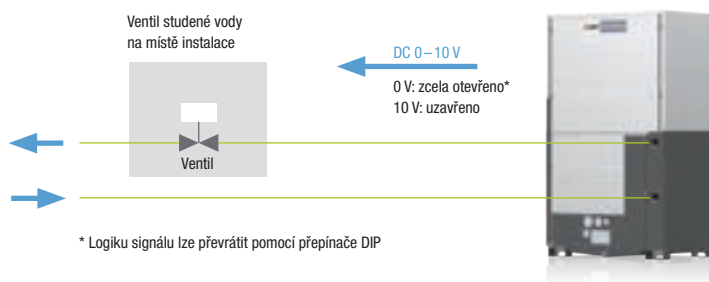 Ventil studené vody
na místě instalace
DC 0–10 V
0 V: zcela otevřeno*
10 V: uzavřeno
Ventil
* Logiku signálu lze převrátit pomocí přepínače DIP